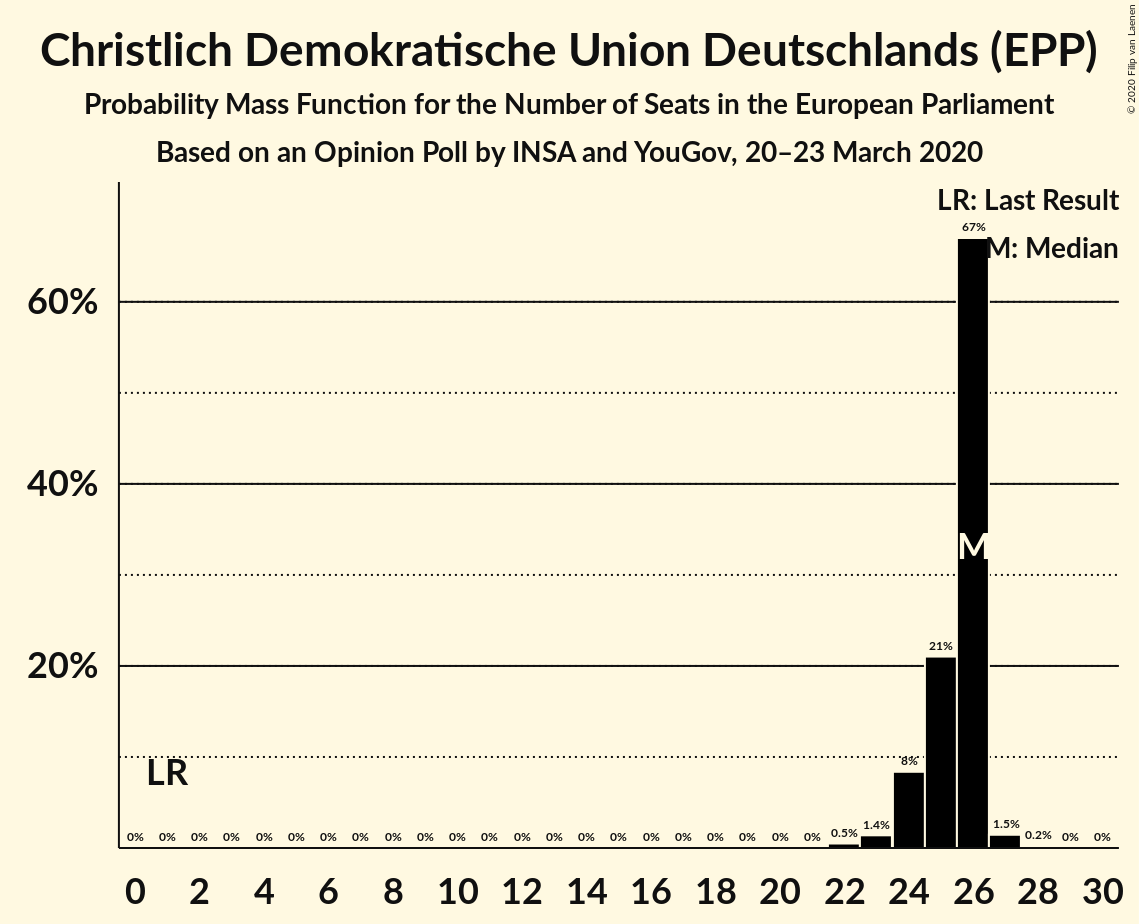 Christlich Demokratische Union Deutschlands (EPP)
Probability Mass Function for the Number of Seats in the European Parliament
Based on an Opinion Poll by INSA and YouGov, 20–23 March 2020
© 2020 Filip van Laenen
LR: Last Result
M: Median
67%
60%
40%
M
21%
20%
8%
LR
0% 0% 0% 0% 0% 0% 0% 0% 0% 0% 0% 0% 0% 0% 0% 0% 0% 0% 0% 0% 0% 0% 0.5% 1.4% 1.5% 0.2% 0% 0%
0 2 4 6 8 10 12 14 16 18 20 22 24 26 28 30